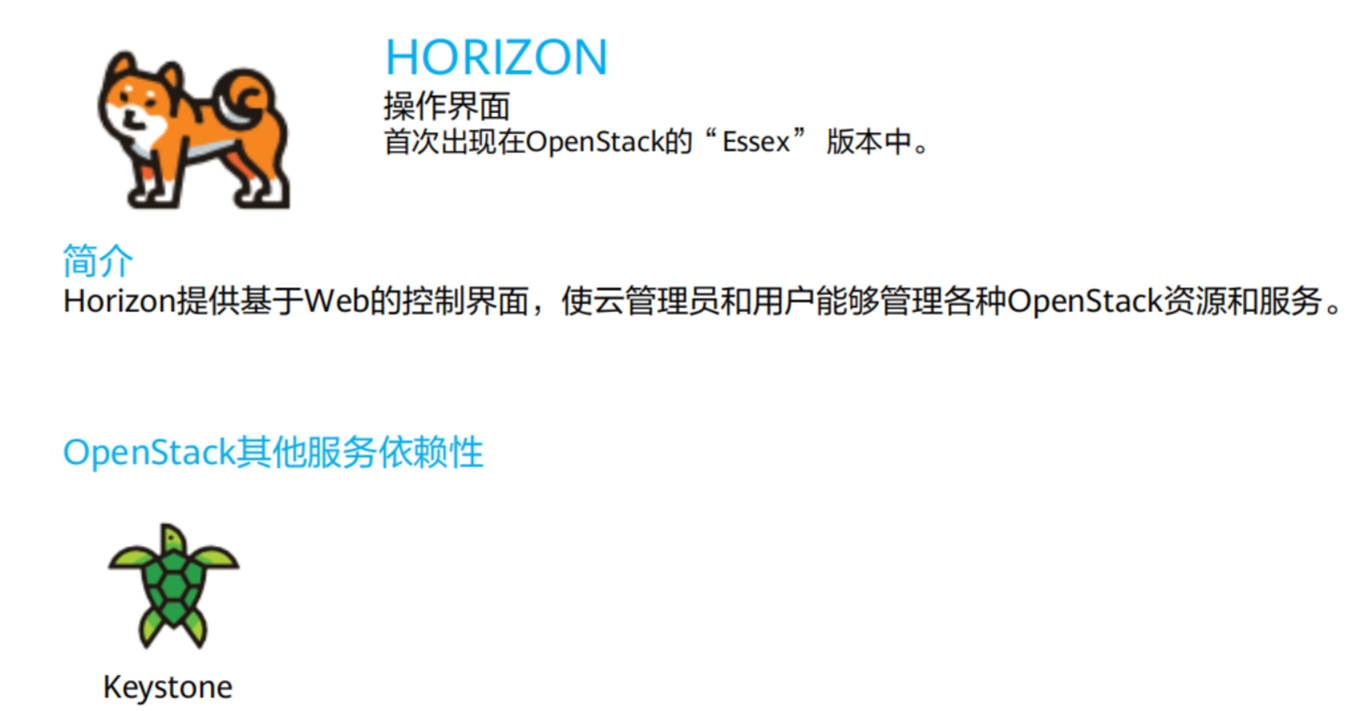 HORIZON
操作界面
首次出现在OpenStack的“Essex” 版本中。
简介
Horizon提供基于Web的控制界面，使云管理员和用户能够管理各种OpenStack资源和服务。
OpenStack其他服务依赖性
Keystone